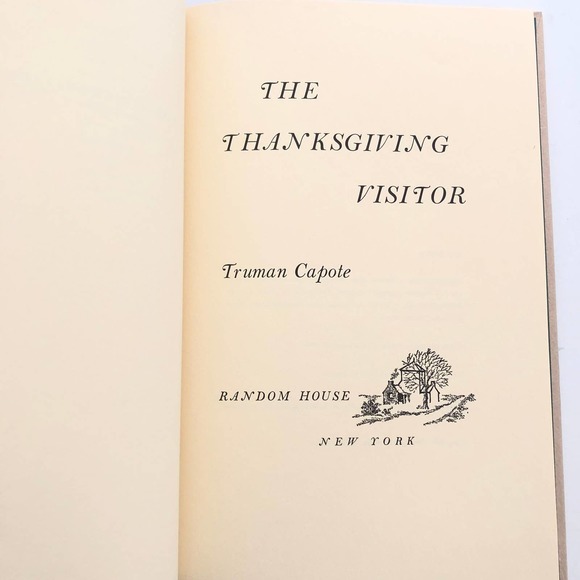 THE
THANKSGIVING
VISITOR
Truman Capote
RANDOM HOUSE
NEW YORK